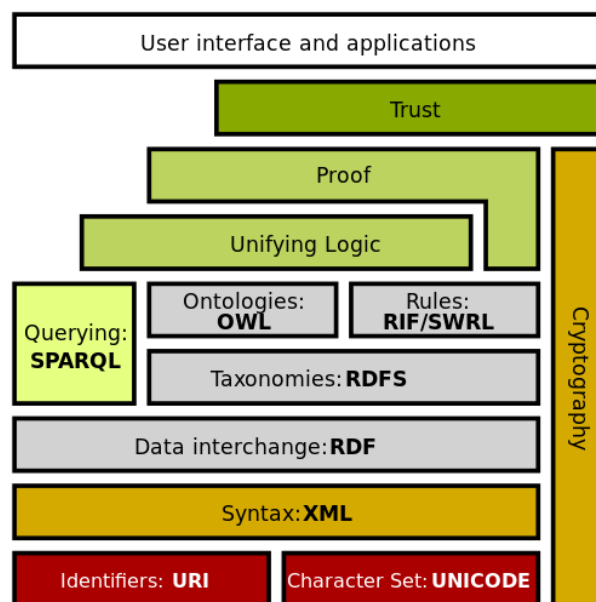 User interface and applications
Trust
Proof
Unifying Logic
Ontologies:
OWL
Rules:
RIF/SWRL
Querying:
SPARQL
Taxonomies: RDFS
Data interchange: RDF
Syntax: XML
Identifiers: URI
Character Set: UNICODE
Cryptography